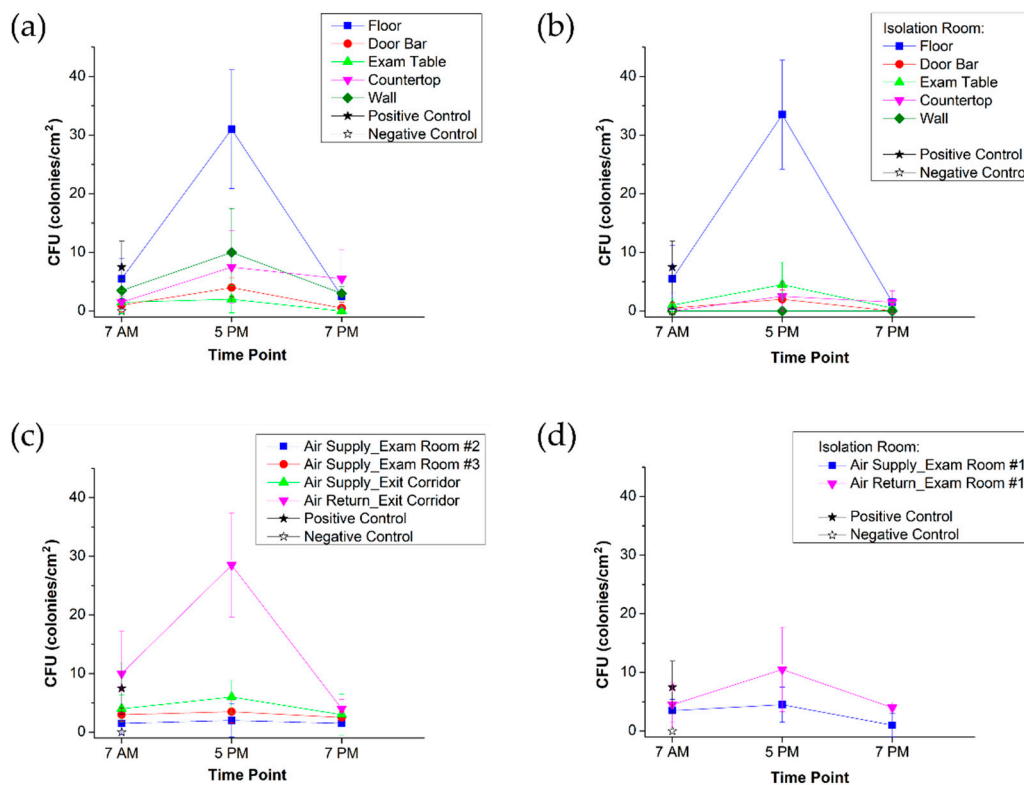 (a)
Floor
Door Bar
Exam Table
Countertop
Wall
Positive Control
Negative Control
CFU (colonies/cm²)
40
30
20
10
0
7 AM 5 PM 7 PM
Time Point
(b)
Isolation Room:
Floor
Door Bar
Exam Table
Countertop
Wall
Positive Control
Negative Control
CFU (colonies/cm²)
40
30
20
10
0
7 AM 5 PM 7 PM
Time Point
(c)
Air Supply_Exam Room #2
Air Supply_Exam Room #3
Air Supply_Exit Corridor
Air Return_Exit Corridor
Positive Control
Negative Control
CFU (colonies/cm²)
40
30
20
10
0
7 AM 5 PM 7 PM
Time Point
(d)
Isolation Room:
Air Supply_Exam Room #1
Air Return_Exam Room #1
Positive Control
Negative Control
CFU (colonies/cm²)
40
30
20
10
0
7 AM 5 PM 7 PM
Time Point